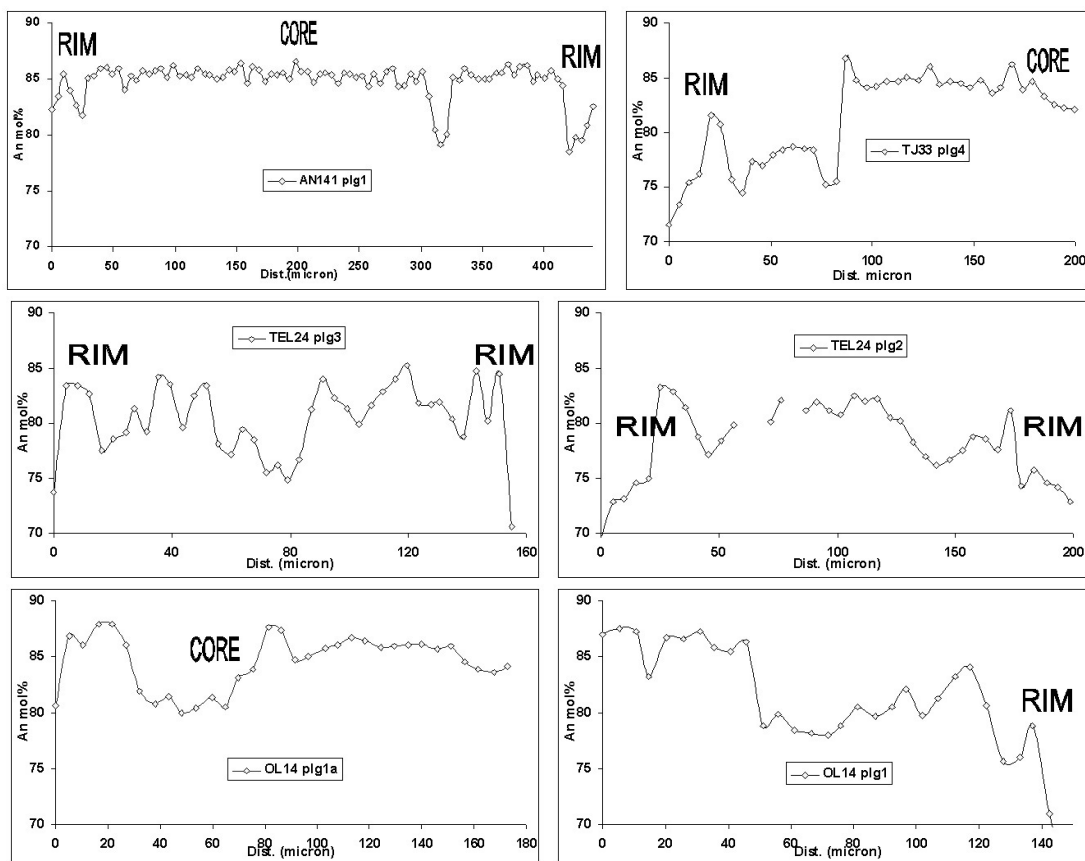 90
85
80
75
70
An mol%
RIM
CORE
RIM
AN141 plg1
0 50 100 150 200 250 300 350 400
Dist.(micron)
90
85
80
75
70
An mol%
RIM
CORE
TJ33 plg4
0 50 100 150 200
Dist. micron
90
85
80
75
70
An mol%
TEL24 plg3
RIM
RIM
0 40 80 120 160
Dist. (micron)
90
85
80
75
70
An mol%
TEL24 plg2
RIM
RIM
0 50 100 150 200
Dist. (micron)
90
85
80
75
70
An mol%
CORE
OL14 plg1a
0 20 40 60 80 100 120 140 160 180
Dist. (micron)
90
85
80
75
70
An mol%
RIM
OL14 plg1
0 20 40 60 80 100 120 140
Dist. (micron)